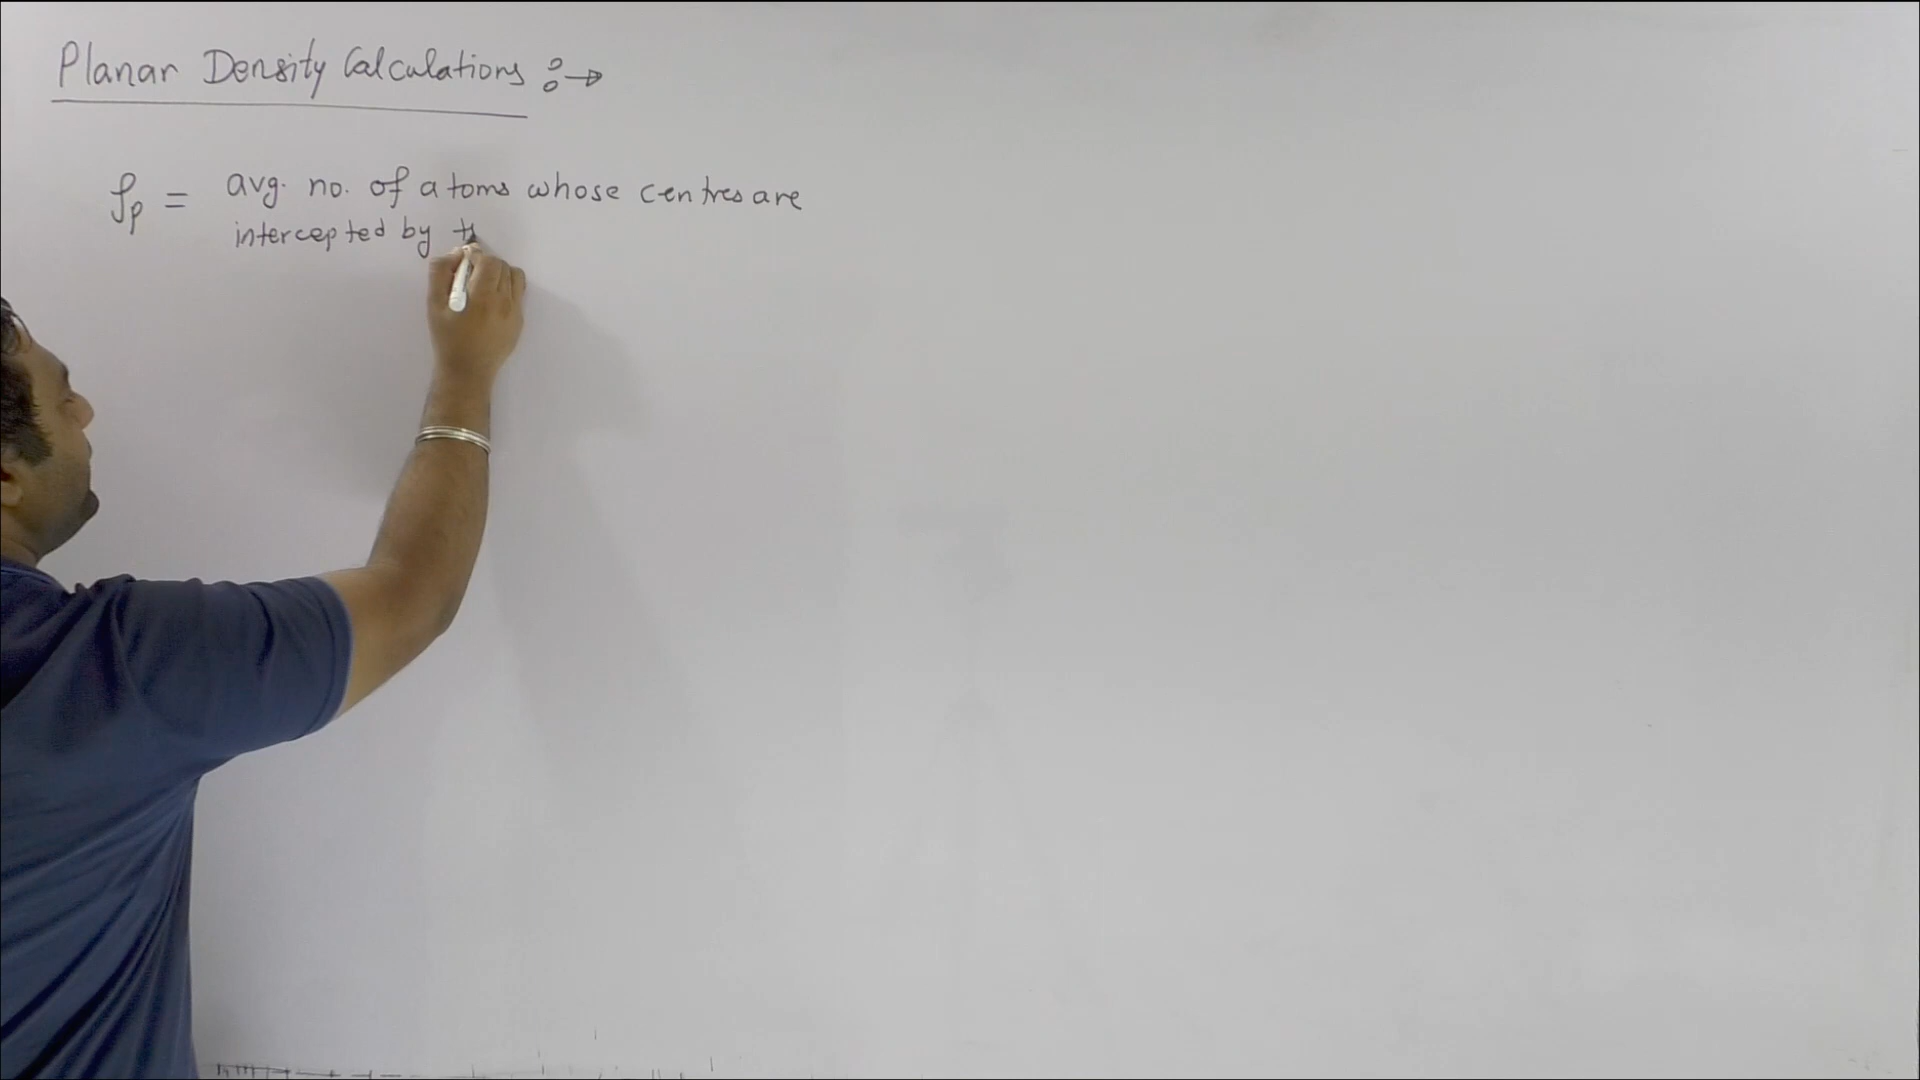 Planar Density Calculations :→
ρp = avg. no. of atoms whose centres are
intercepted by